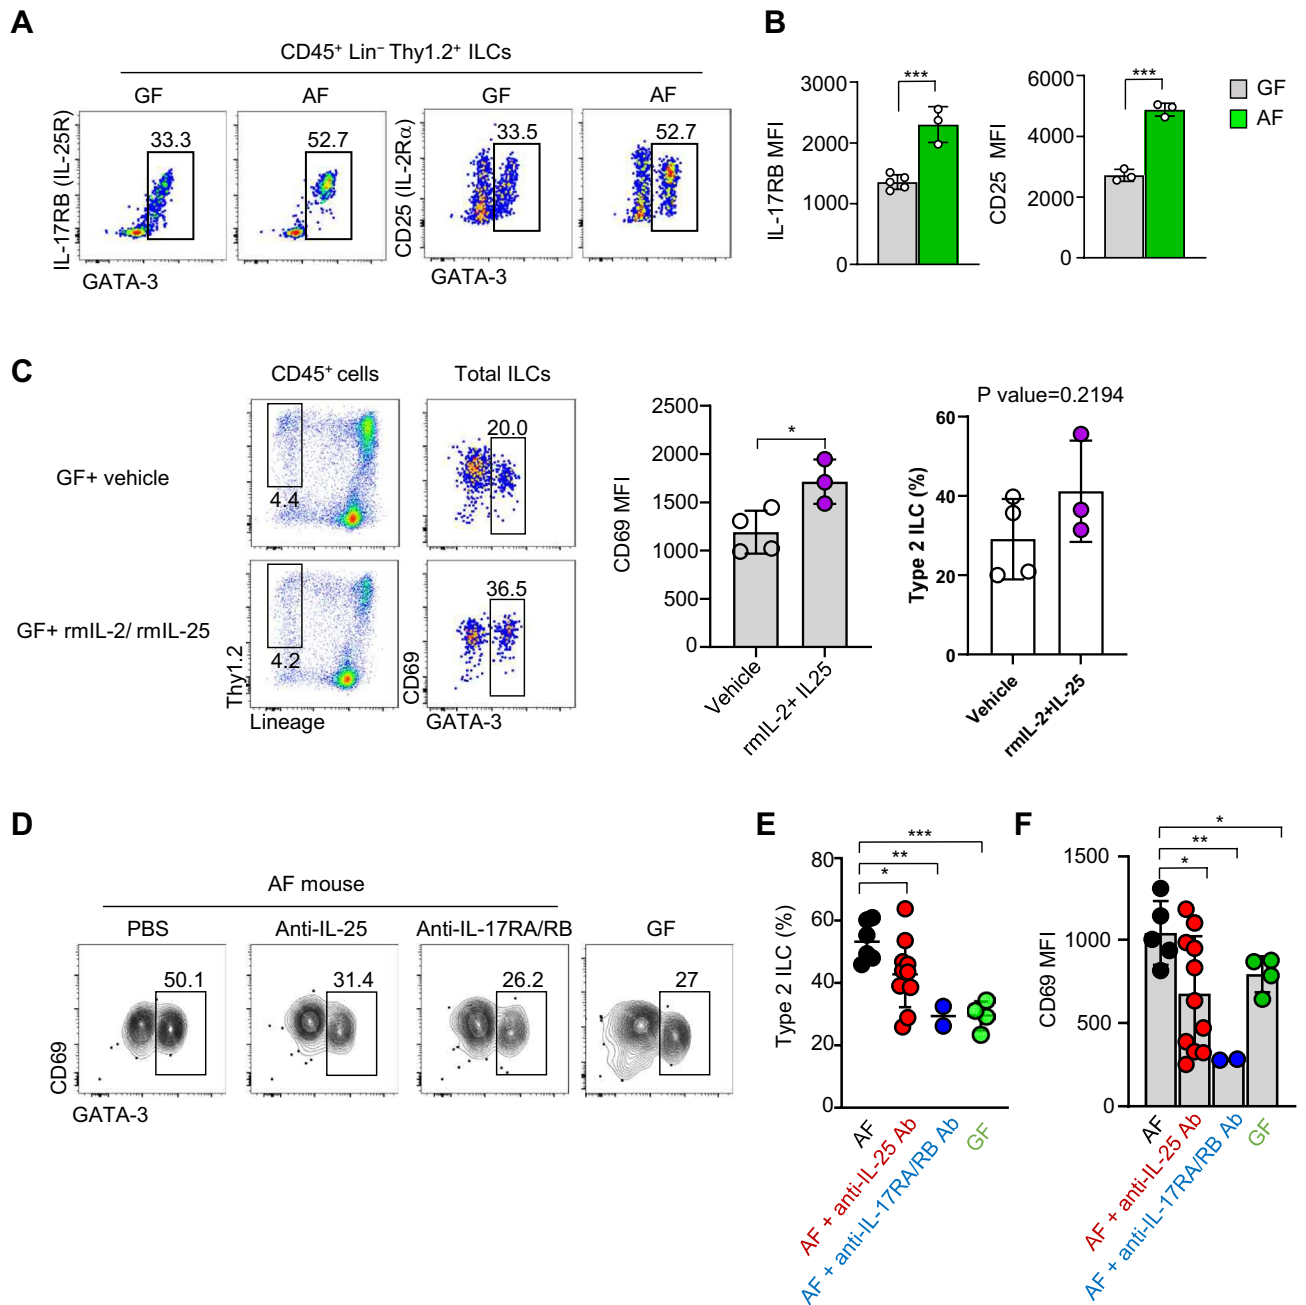 A
CD45⁺ Lin⁻ Thy1.2⁺ ILCs
GF
AF
GF
AF
33.3
52.7
33.5
52.7
IL-17RB (IL-25R)
CD25 (IL-2Rα)
GATA-3
GATA-3
B
3000
2000
1000
0
IL-17RB MFI
***
6000
4000
2000
0
CD25 MFI
***
GF
AF
C
CD45⁺ cells
Total ILCs
GF+ vehicle
4.4
20.0
GF+ rmIL-2/ rmIL-25
4.2
36.5
Thy1.2
Lineage
CD69
GATA-3
2500
2000
1500
1000
500
0
CD69 MFI
*
Vehicle
rmIL-2+ IL25
P value=0.2194
60
40
20
0
Type 2 ILC (%)
Vehicle
rmIL-2+IL-25
D
AF mouse
PBS
Anti-IL-25
Anti-IL-17RA/RB
GF
50.1
31.4
26.2
27
CD69
GATA-3
E
80
60
40
20
0
Type 2 ILC (%)
***
**
*
AF
AF + anti-IL-25 Ab
AF + anti-IL-17RA/RB Ab
GF
F
1500
1000
500
0
CD69 MFI
*
**
*
AF
AF + anti-IL-25 Ab
AF + anti-IL-17RA/RB Ab
GF